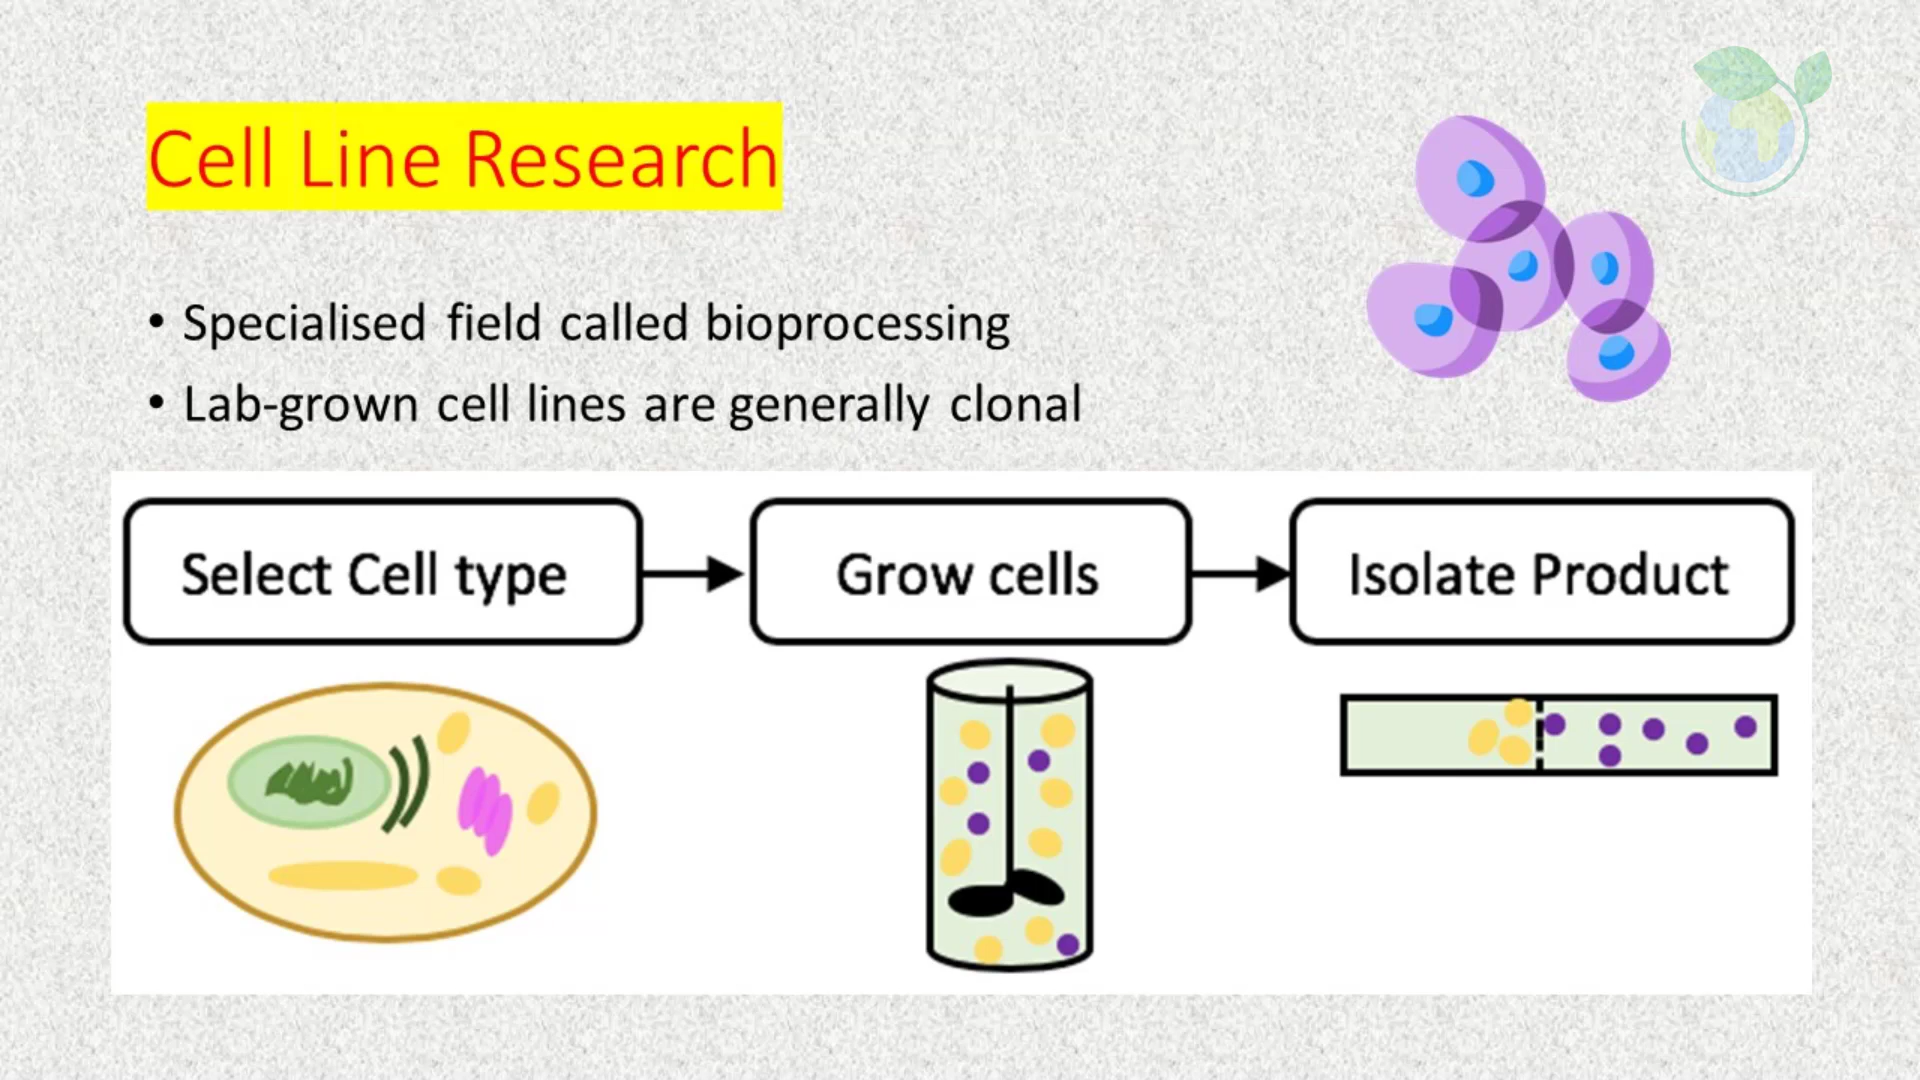 Cell Line Research
• Specialised field called bioprocessing
• Lab-grown cell lines are generally clonal
Select Cell type
Grow cells
Isolate Product